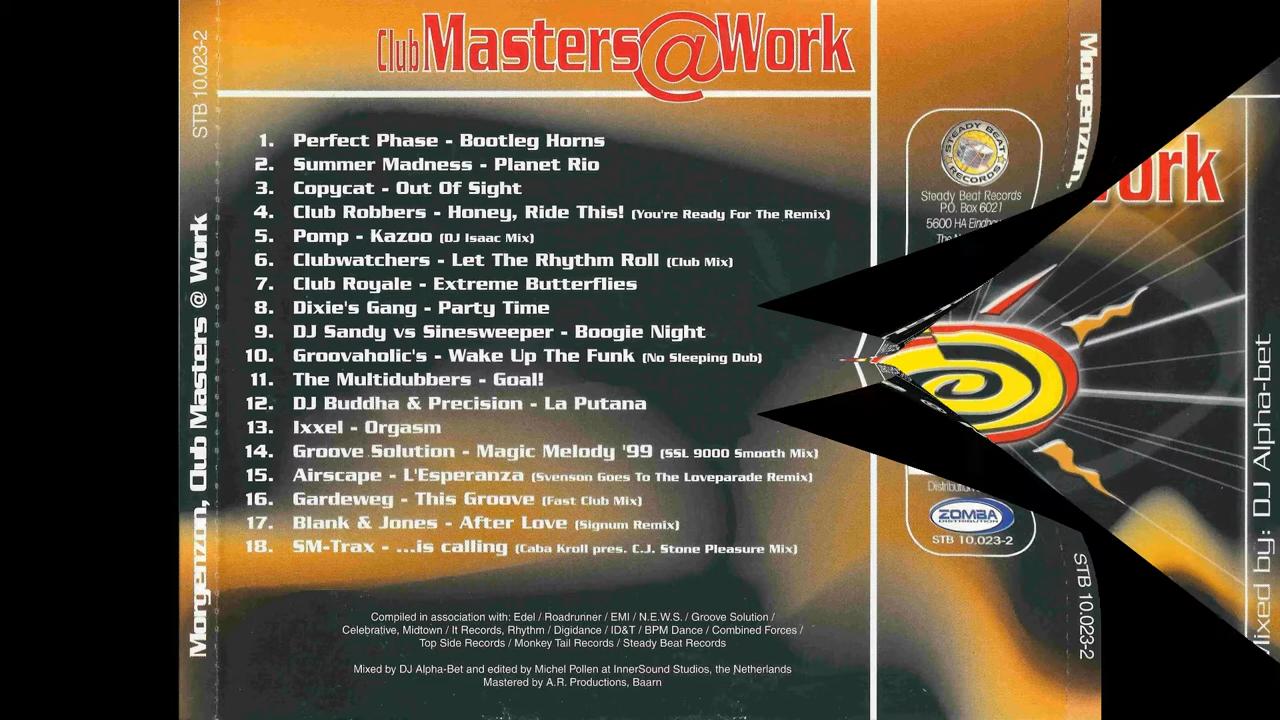 Club Masters@Work
STB 10.023-2
Morgenzon, Club Masters @ Work
1. Perfect Phase - Bootleg Horns
2. Summer Madness - Planet Rio
3. Copycat - Out Of Sight
4. Club Robbers - Honey, Ride This! (You're Ready For The Remix)
5. Pomp - Kazoo (DJ Isaac Mix)
6. Clubwatchers - Let The Rhythm Roll (Club Mix)
7. Club Royale - Extreme Butterflies
8. Dixie's Gang - Party Time
9. DJ Sandy vs Sinesweeper - Boogie Night
10. Groovaholic's - Wake Up The Funk (No Sleeping Dub)
11. The Multidubbers - Goal!
12. DJ Buddha & Precision - La Putana
13. Ixxel - Orgasm
14. Groove Solution - Magic Melody '99 (SSL 9000 Smooth Mix)
15. Airscape - L'Esperanza (Svenson Goes To The Loveparade Remix)
16. Gardeweg - This Groove (Fast Club Mix)
17. Blank & Jones - After Love (Signum Remix)
18. SM-Trax - ...is calling (Caba Kroll pres. C.J. Stone Pleasure Mix)
Compiled in association with: Edel / Roadrunner / EMI / N.E.W.S. / Groove Solution /
Celebrative, Midtown / It Records, Rhythm / Digidance / ID&T / BPM Dance / Combined Forces /
Top Side Records / Monkey Tail Records / Steady Beat Records
Mixed by DJ Alpha-Bet and edited by Michel Pollen at InnerSound Studios, the Netherlands
Mastered by A.R. Productions, Baarn
STEADY BEAT
RECORDS
Steady Beat Records
P.O. Box 6021
5600 HA
The
ZOMBA
DISTRIBUTION
STB 10.023-2
Morgenzon,
STB 10.023-2
ork
Mixed by: DJ Alpha-bet